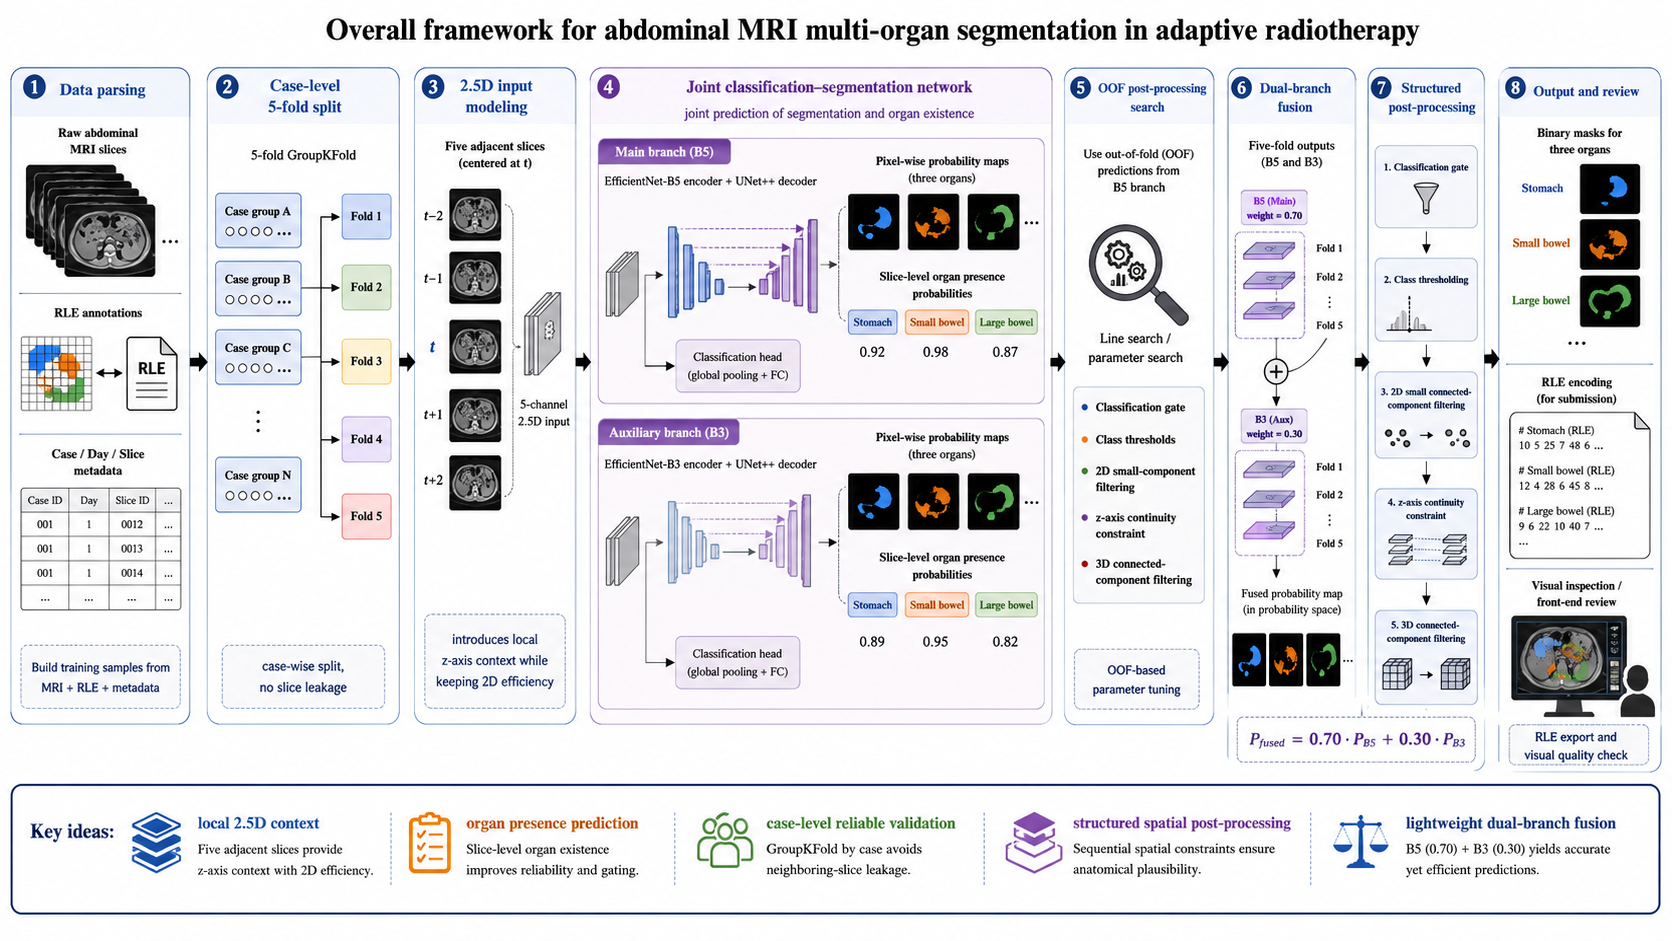 Overall framework for abdominal MRI multi-organ segmentation in adaptive radiotherapy
1
Data parsing
Raw abdominal
MRI slices
...
RLE annotations
RLE
Case / Day / Slice
metadata
Case ID Day Slice ID ...
001 1 0012 ...
001 1 0013 ...
001 1 0014 ...
... ... ... ...
Build training samples from
MRI + RLE + metadata
2
Case-level
5-fold split
5-fold GroupKFold
Case group A
...
Case group B
...
Case group C
...
Case group N
...
Fold 1
Fold 2
Fold 3
Fold 4
Fold 5
case-wise split,
no slice leakage
3
2.5D input
modeling
Five adjacent slices
(centered at t)
t−2
t−1
t
t+1
t+2
5-channel
2.5D input
introduces local
z-axis context while
keeping 2D efficiency
4
Joint classification–segmentation network
joint prediction of segmentation and organ existence
Main branch (B5)
EfficientNet-B5 encoder + UNet++ decoder
Classification head
(global pooling + FC)
Pixel-wise probability maps
(three organs)
...
Slice-level organ presence
probabilities
Stomach Small bowel Large bowel
0.92 0.98 0.87
Auxiliary branch (B3)
EfficientNet-B3 encoder + UNet++ decoder
Classification head
(global pooling + FC)
Pixel-wise probability maps
(three organs)
...
Slice-level organ presence
probabilities
Stomach Small bowel Large bowel
0.89 0.95 0.82
5
OOF post-processing
search
Use out-of-fold (OOF)
predictions from
B5 branch
Line search /
parameter search
Classification gate
Class thresholds
2D small-component
filtering
z-axis continuity
constraint
3D connected-
component filtering
OOF-based
parameter tuning
6
Dual-branch
fusion
Five-fold outputs
(B5 and B3)
B5 (Main)
weight = 0.70
Fold 1
Fold 2
⋮
Fold 5
+
B3 (Aux)
weight = 0.30
Fold 1
Fold 2
⋮
Fold 5
Fused probability map
(in probability space)
...
P_fused = 0.70 · P_B5 + 0.30 · P_B3
7
Structured
post-processing
1. Classification gate
2. Class thresholding
3. 2D small connected-
component filtering
4. z-axis continuity
constraint
5. 3D connected-
component filtering
8
Output and review
Binary masks for
three organs
Stomach
Small bowel
Large bowel
...
RLE encoding
(for submission)
# Stomach (RLE)
10 5 25 7 48 6 ...
# Small bowel (RLE)
12 4 28 6 45 8 ...
# Large bowel (RLE)
9 6 22 10 40 7 ...
...
Visual inspection /
front-end review
RLE export and
visual quality check
Key ideas:
local 2.5D context
Five adjacent slices provide
z-axis context with 2D efficiency.
organ presence prediction
Slice-level organ existence
improves reliability and gating.
case-level reliable validation
GroupKFold by case avoids
neighboring-slice leakage.
structured spatial post-processing
Sequential spatial constraints ensure
anatomical plausibility.
lightweight dual-branch fusion
B5 (0.70) + B3 (0.30) yields accurate
yet efficient predictions.